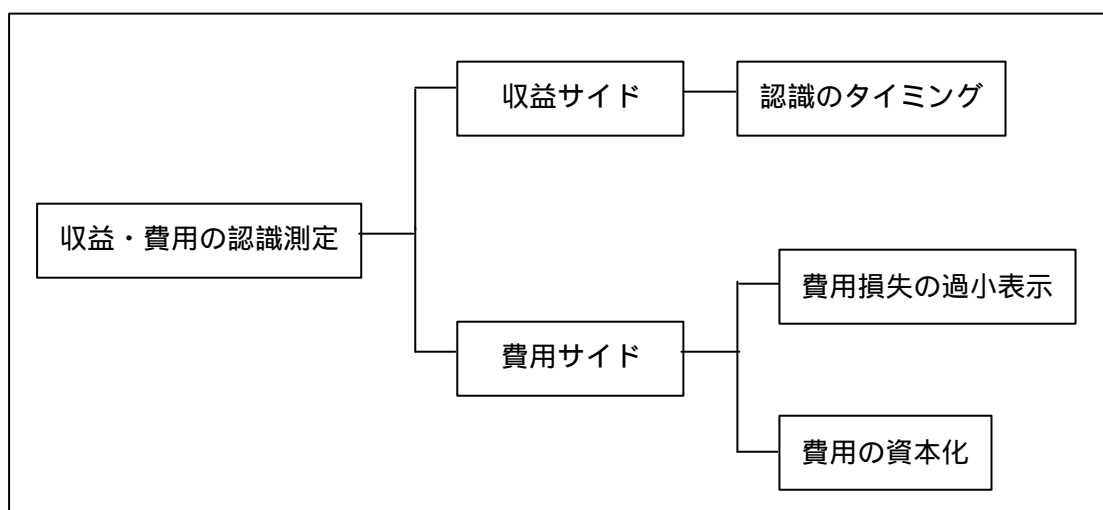 収益サイド
認識のタイミング
収益・費用の認識測定
費用損失の過小表示
費用サイド
費用の資本化